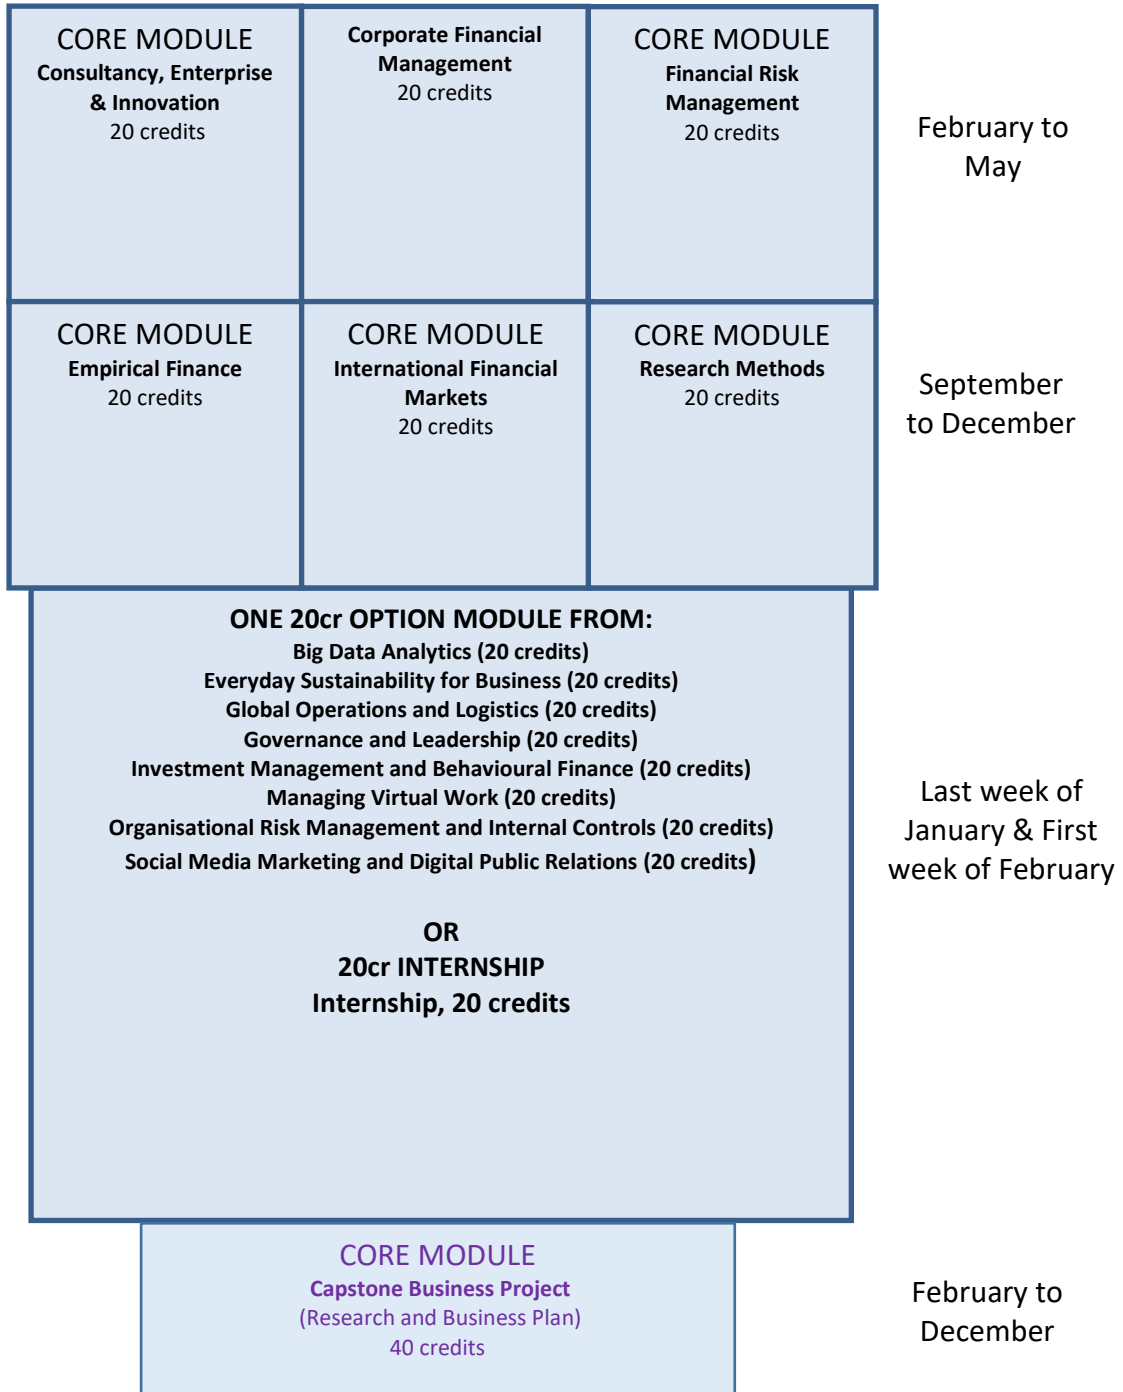 CORE MODULE
Consultancy, Enterprise
& Innovation
20 credits
Corporate Financial
Management
20 credits
CORE MODULE
Financial Risk
Management
20 credits
February to
May
CORE MODULE
Empirical Finance
20 credits
CORE MODULE
International Financial
Markets
20 credits
CORE MODULE
Research Methods
20 credits
September
to December
ONE 20cr OPTION MODULE FROM:
Big Data Analytics (20 credits)
Everyday Sustainability for Business (20 credits)
Global Operations and Logistics (20 credits)
Governance and Leadership (20 credits)
Investment Management and Behavioural Finance (20 credits)
Managing Virtual Work (20 credits)
Organisational Risk Management and Internal Controls (20 credits)
Social Media Marketing and Digital Public Relations (20 credits)
OR
20cr INTERNSHIP
Internship, 20 credits
Last week of
January & First
week of February
CORE MODULE
Capstone Business Project
(Research and Business Plan)
40 credits
February to
December